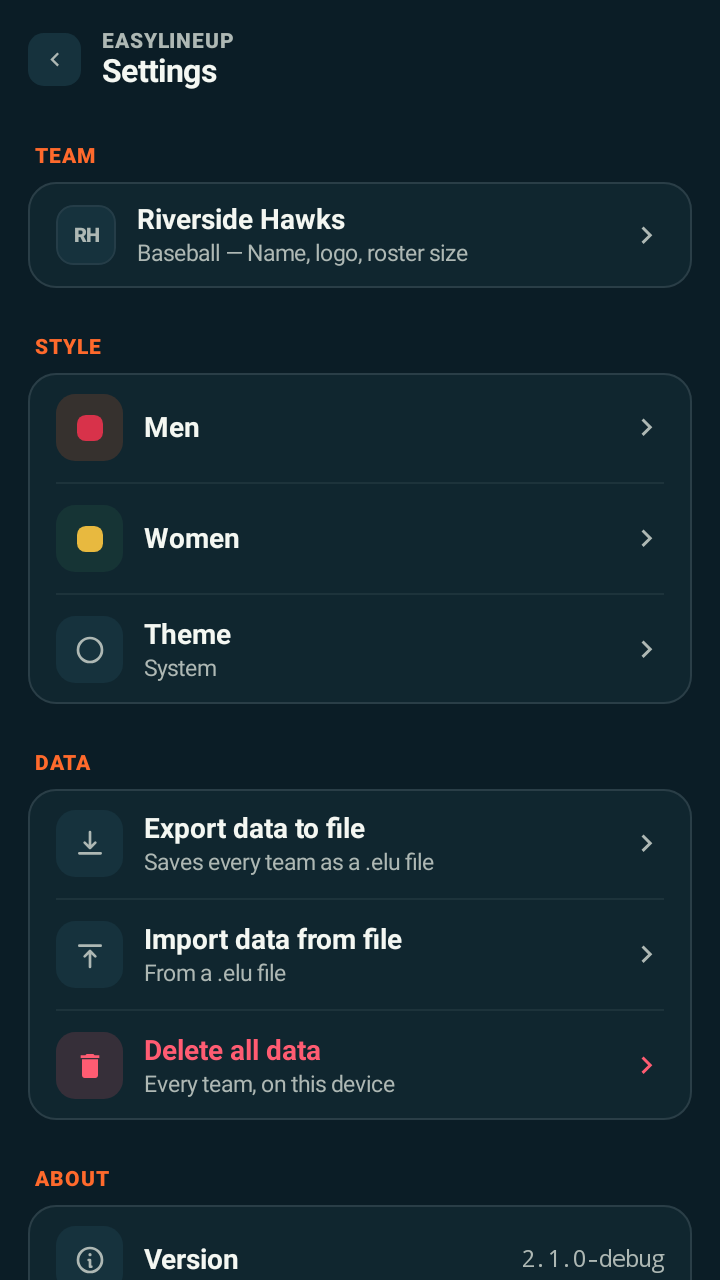 EASYLINEUP
Settings
TEAM
RH
Riverside Hawks
Baseball — Name, logo, roster size
STYLE
Men
Women
Theme
System
DATA
Export data to file
Saves every team as a .elu file
Import data from file
From a .elu file
Delete all data
Every team, on this device
ABOUT
Version
2.1.0-debug